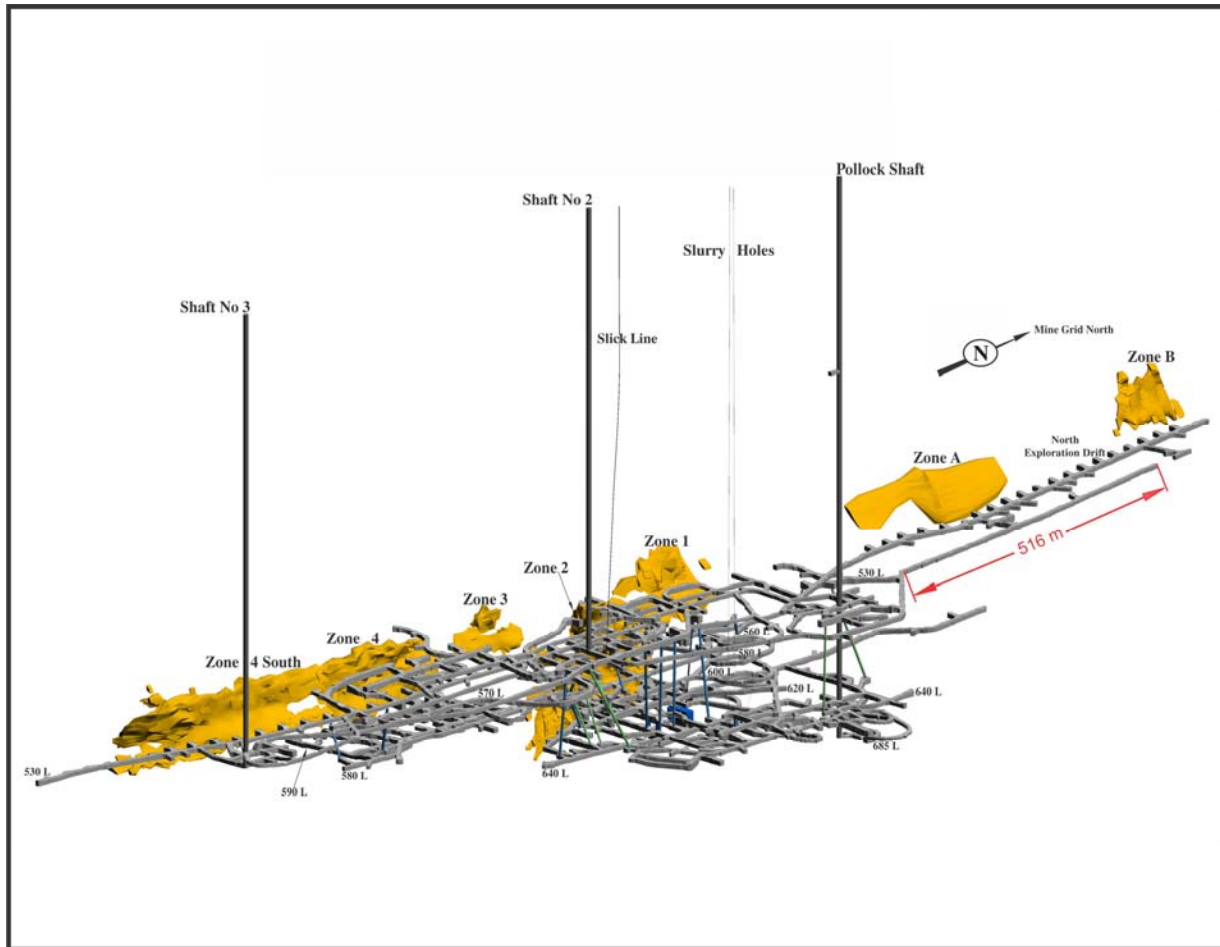 Pollock Shaft
Shaft No 2
Slurry Holes
Shaft No 3
Mine Grid North
N
Slick Line
Zone B
North
Exploration Drift
Zone A
516 m
Zone 1
Zone 2
530 L
Zone 3
560 L
Zone 4
580 L
Zone 4 South
600 L
570 L
620 L
640 L
685 L
530 L
580 L
640 L
590 L